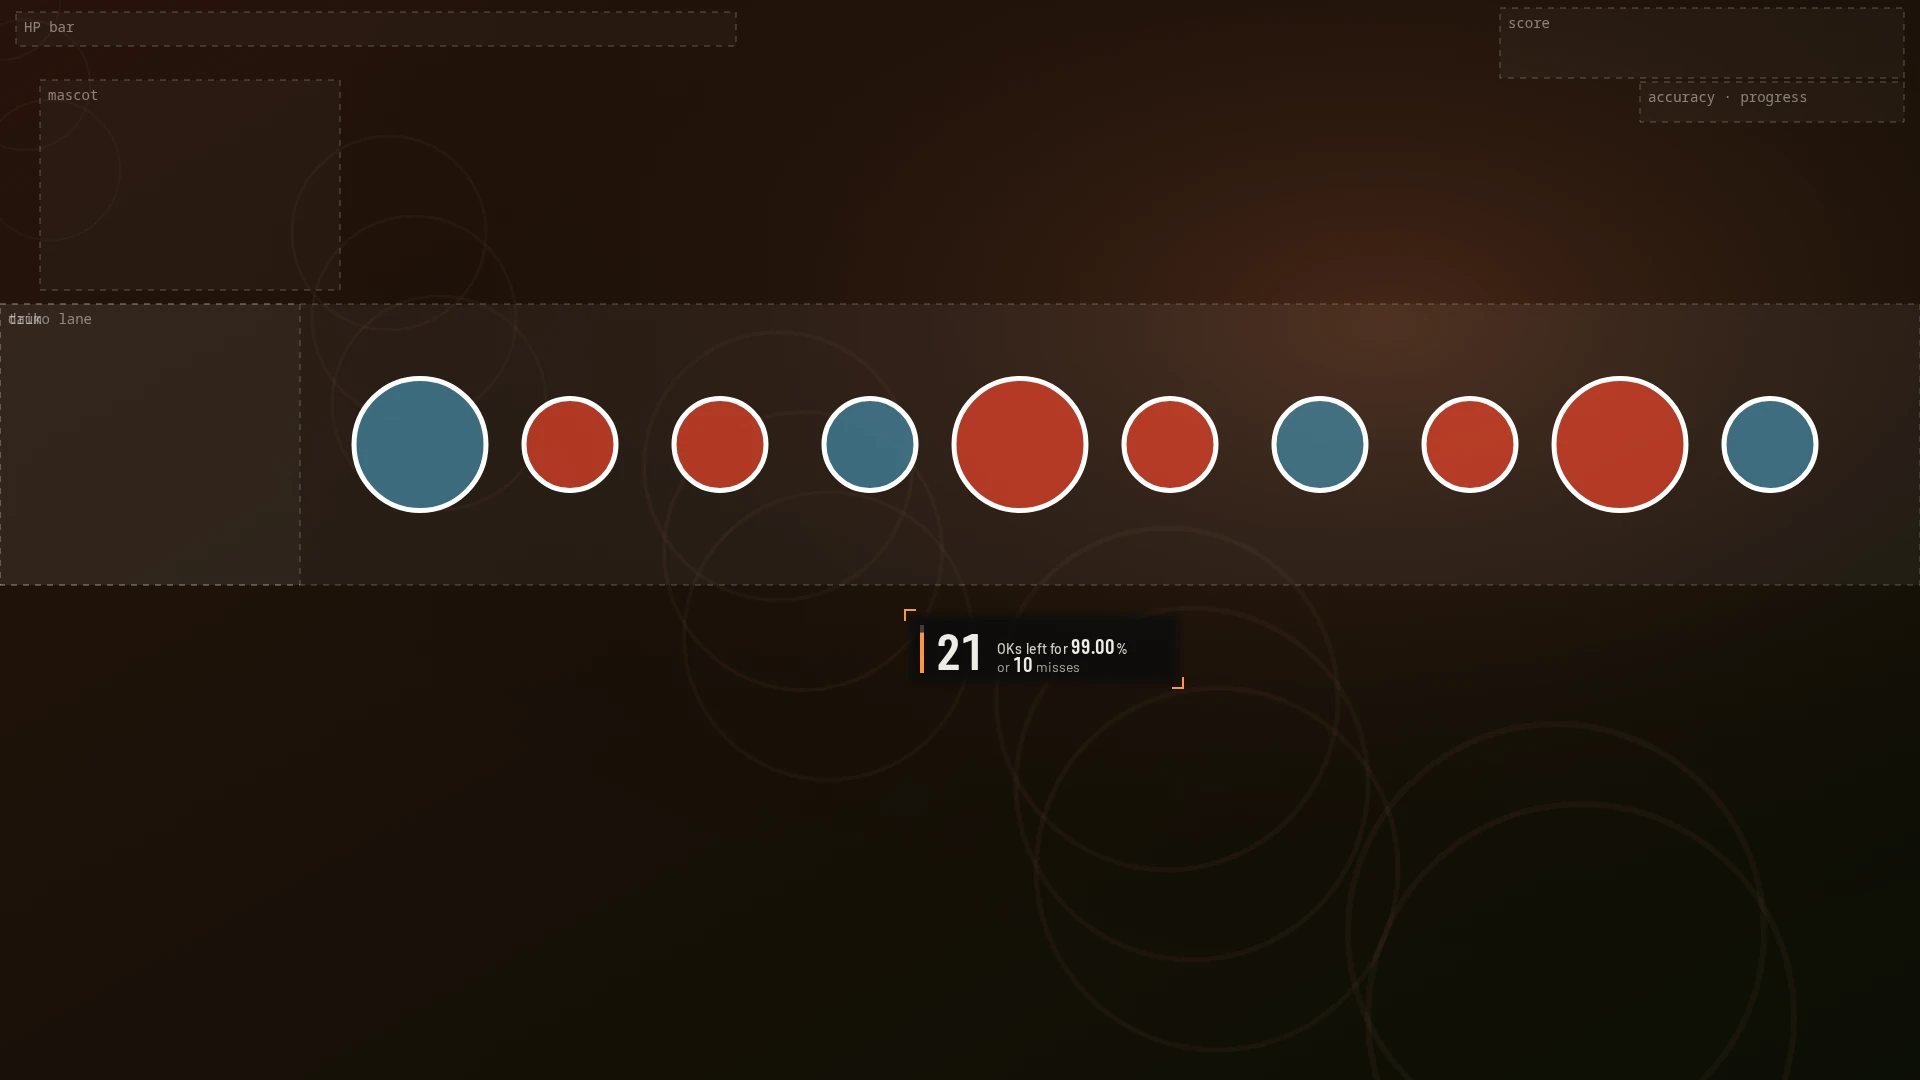 HP bar
score
mascot
accuracy · progress
taiko lane
21
OKs left for 99.00%
or 10 misses